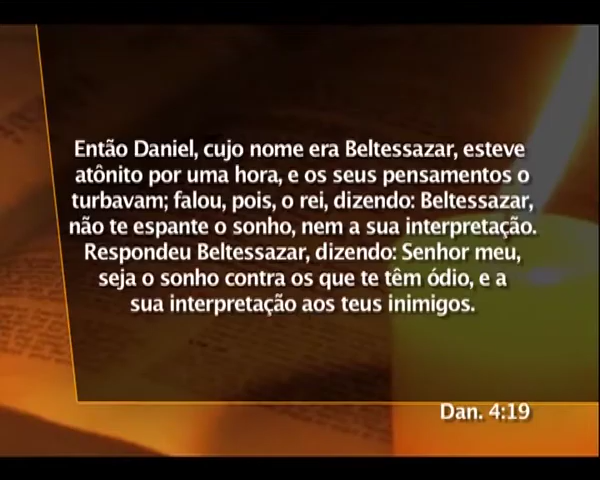 Então Daniel, cujo nome era Beltessazar, esteve
atônito por uma hora, e os seus pensamentos o
turbavam; falou, pois, o rei, dizendo: Beltessazar,
não te espante o sonho, nem a sua interpretação.
Respondeu Beltessazar, dizendo: Senhor meu,
seja o sonho contra os que te têm ódio, e a
sua interpretação aos teus inimigos.
Dan. 4:19